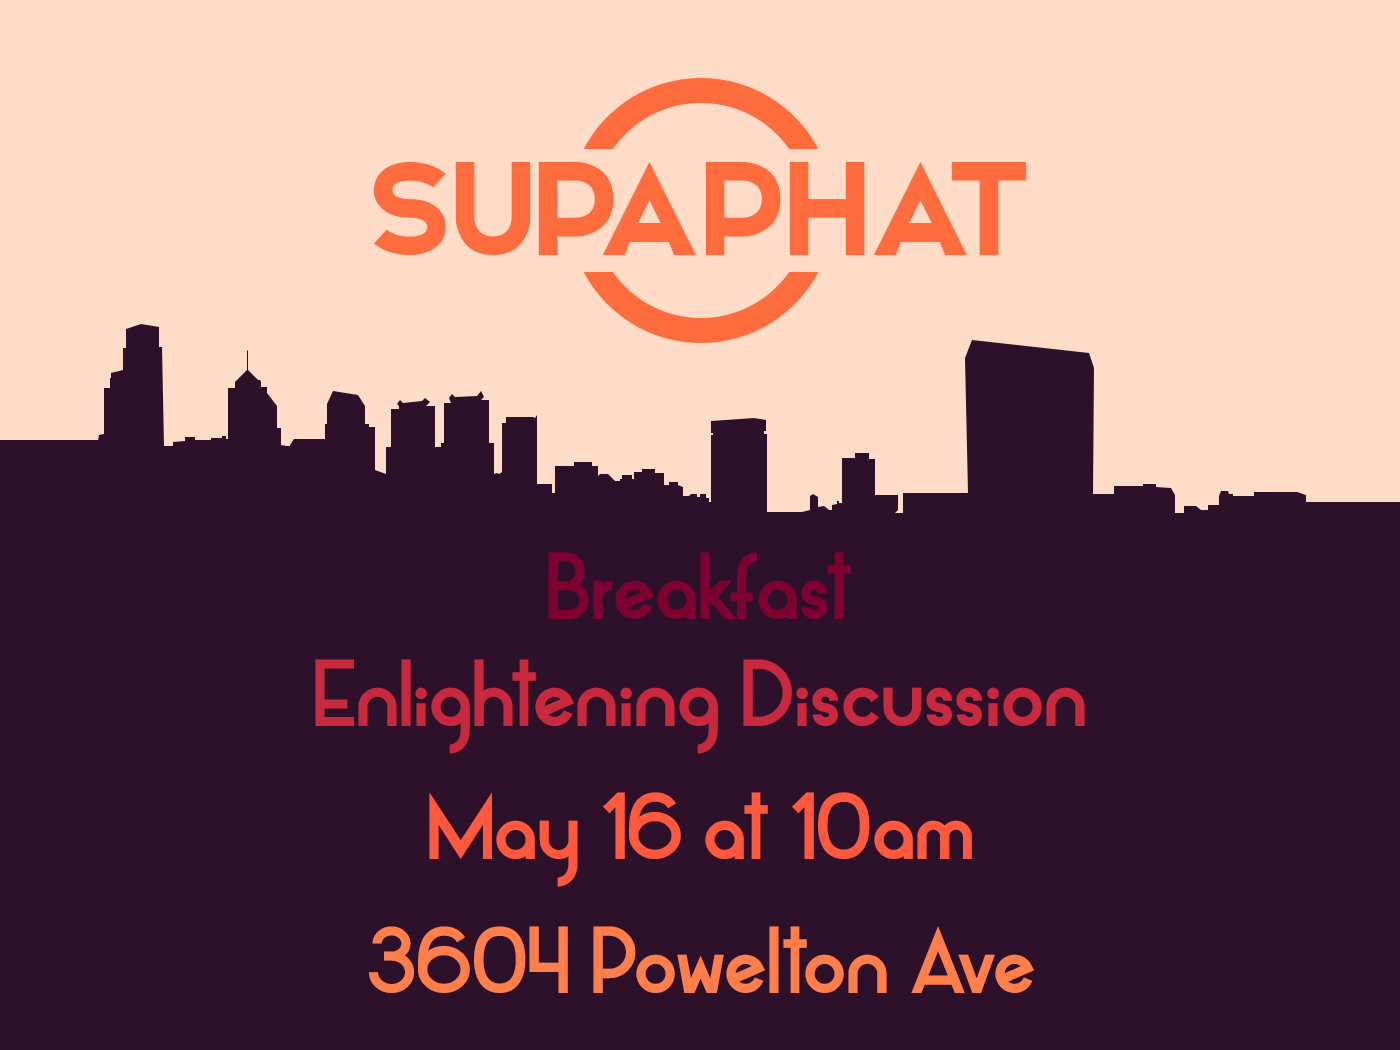 SUPAPHAT
Breakfast
Enlightening Discussion
May 16 at 10am
3604 Powelton Ave